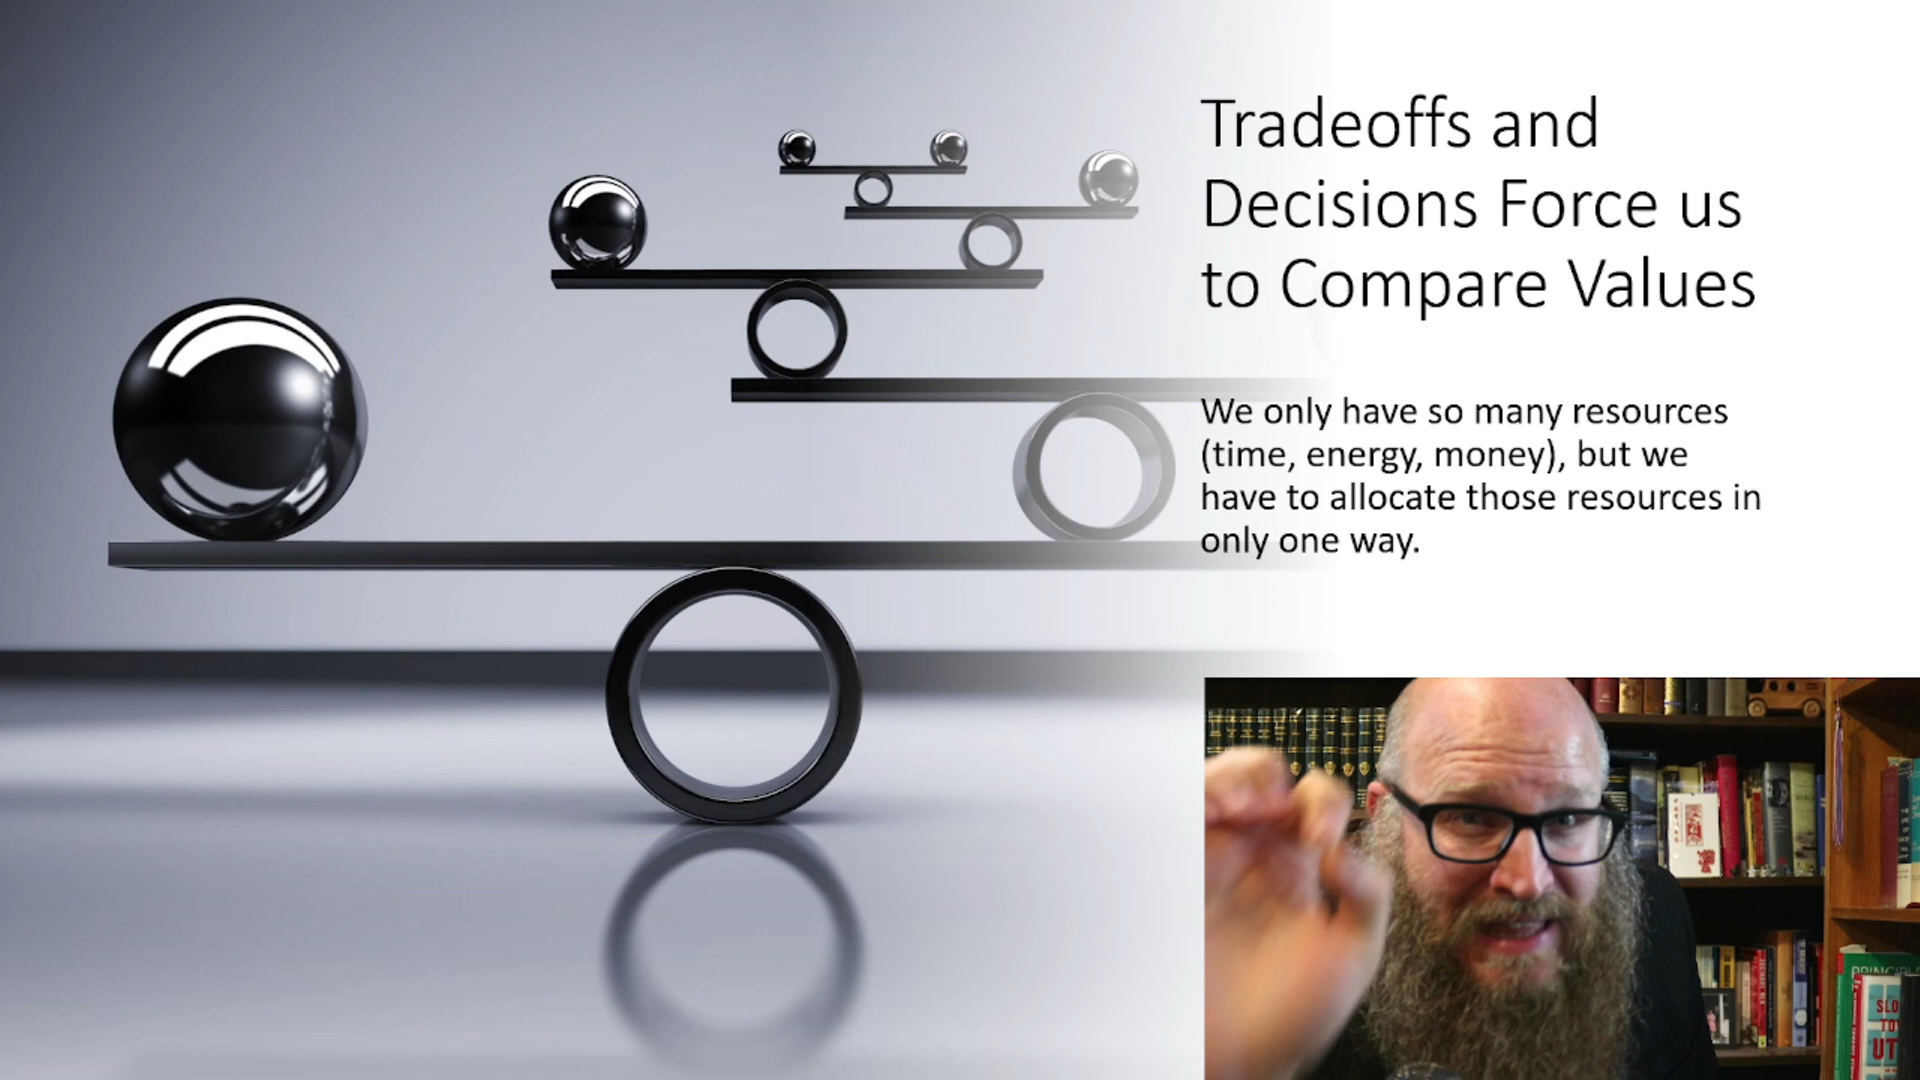 Tradeoffs and
Decisions Force us
to Compare Values
We only have so many resources
(time, energy, money), but we
have to allocate those resources in
only one way.